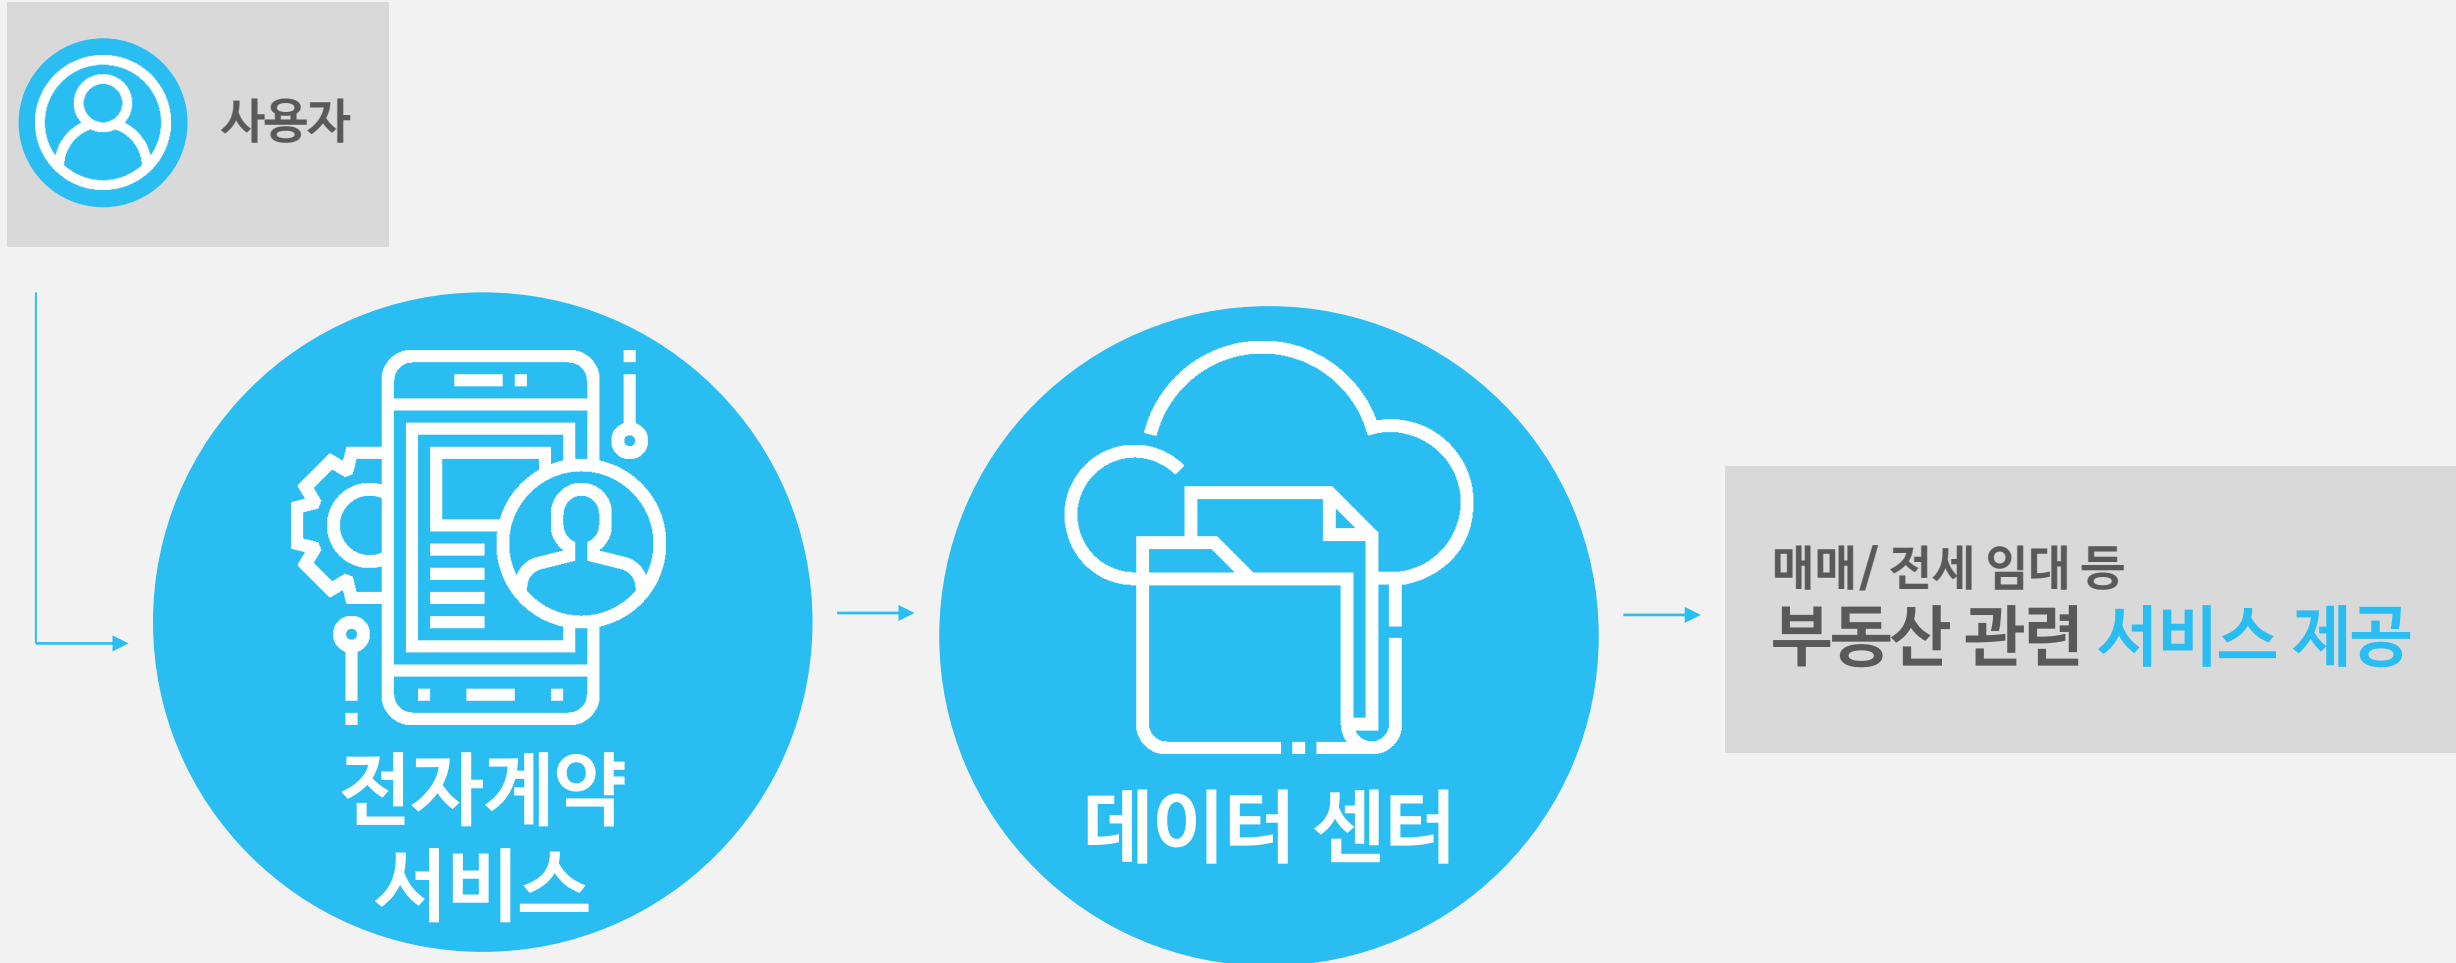 사용자
전자계약
서비스
데이터 센터
매매/ 전세 임대 등
부동산 관련 서비스 제공